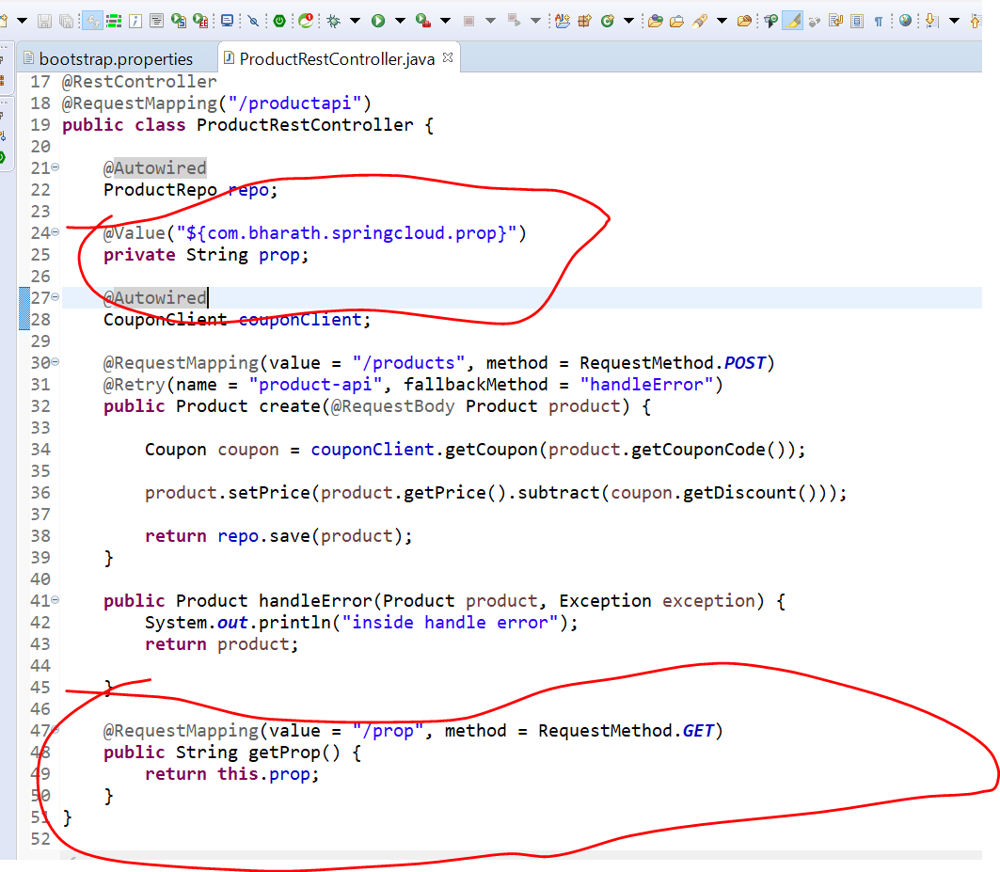 bootstrap.properties
ProductRestController.java
17 @RestController
18 @RequestMapping("/productapi")
19 public class ProductRestController {
20
21 @Autowired
22 ProductRepo repo;
23
24 @Value("${com.bharath.springcloud.prop}")
25 private String prop;
26
27 @Autowired
28 CouponClient couponClient;
29
30 @RequestMapping(value = "/products", method = RequestMethod.POST)
31 @Retry(name = "product-api", fallbackMethod = "handleError")
32 public Product create(@RequestBody Product product) {
33
34 Coupon coupon = couponClient.getCoupon(product.getCouponCode());
35
36 product.setPrice(product.getPrice().subtract(coupon.getDiscount()));
37
38 return repo.save(product);
39 }
40
41 public Product handleError(Product product, Exception exception) {
42 System.out.println("inside handle error");
43 return product;
44
45 }
46
47 @RequestMapping(value = "/prop", method = RequestMethod.GET)
48 public String getProp() {
49 return this.prop;
50 }
51 }
52